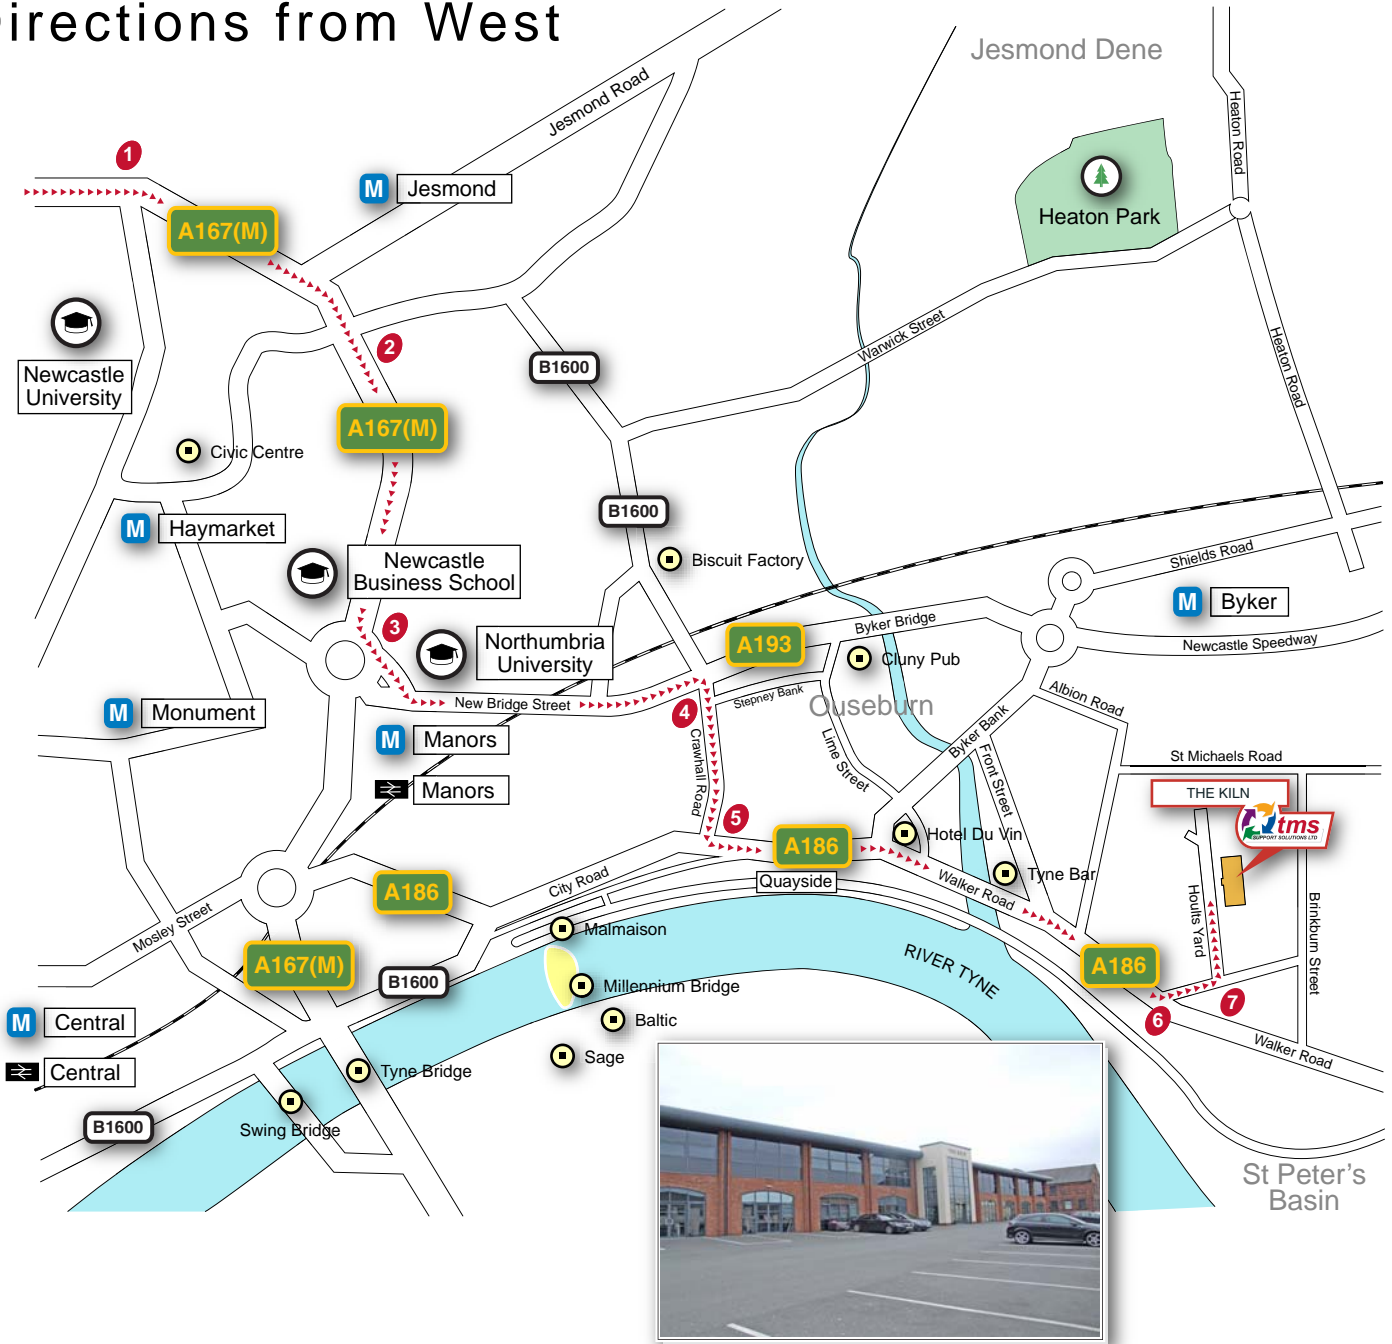 irections from West
Jesmond Dene
Jesmond Road
Heaton Road
1
M Jesmond
Heaton Park
A167(M)
2
Newcastle
University
Warwick Street
B1600
Heaton Road
A167(M)
Civic Centre
M Haymarket
B1600
Newcastle
Business School
Biscuit Factory
Shields Road
M Byker
3
Northumbria
University
A193
Byker Bridge
Newcastle Speedway
Cluny Pub
M Monument
New Bridge Street
4
Stepney Bank
Ouseburn
Albion Road
M Manors
Crawhall Road
Lime Street
Byker Bank
Front Street
St Michaels Road
Manors
THE KILN
5
tms
SUPPORT SOLUTIONS LTD
A186
Hotel Du Vin
A186
City Road
Quayside
Walker Road
Tyne Bar
Mosley Street
Malmaison
Hoults Yard
Brinkburn Street
A167(M)
B1600
RIVER TYNE
A186
Millennium Bridge
7
6
M Central
Baltic
Walker Road
Central
Tyne Bridge
Sage
B1600
Swing Bridge
St Peter's
Basin